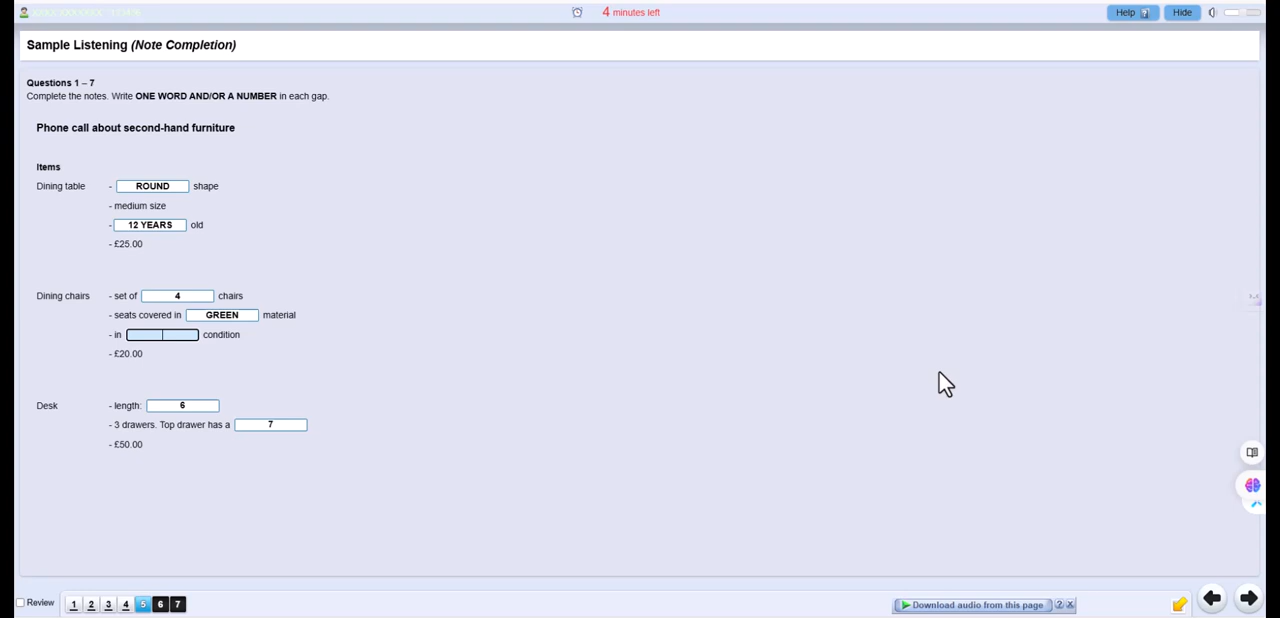 4 minutes left
Help ?
Hide
Sample Listening (Note Completion)
Questions 1 – 7
Complete the notes. Write ONE WORD AND/OR A NUMBER in each gap.
Phone call about second-hand furniture
Items
Dining table - ROUND shape
- medium size
- 12 YEARS old
- £25.00
Dining chairs - set of 4 chairs
- seats covered in GREEN material
- in condition
- £20.00
Desk - length: 6
- 3 drawers. Top drawer has a 7
- £50.00
Review 1 2 3 4 5 6 7
Download audio from this page ? X